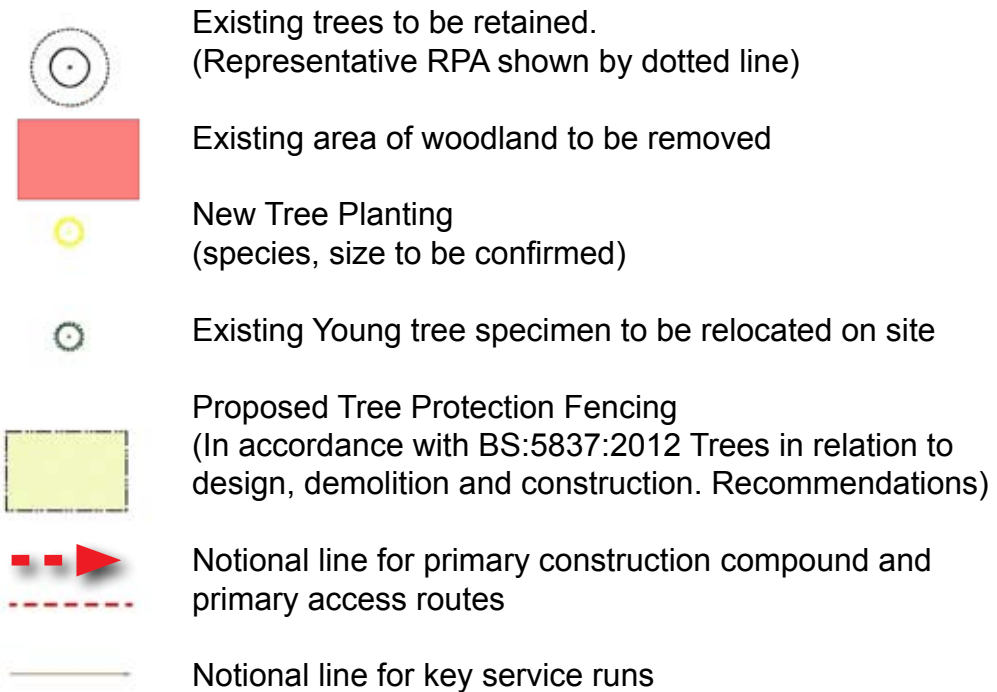 Existing trees to be retained.
(Representative RPA shown by dotted line)
Existing area of woodland to be removed
New Tree Planting
(species, size to be confirmed)
Existing Young tree specimen to be relocated on site
Proposed Tree Protection Fencing
(In accordance with BS:5837:2012 Trees in relation to
design, demolition and construction. Recommendations)
Notional line for primary construction compound and
primary access routes
Notional line for key service runs